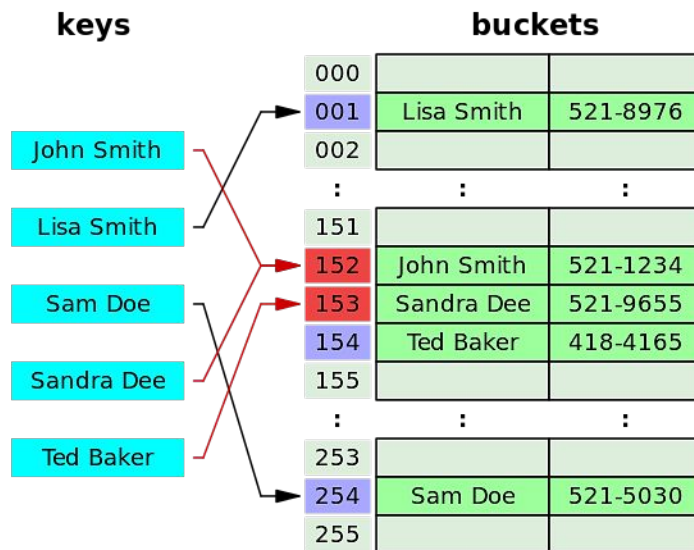 keys
buckets
John Smith
Lisa Smith
Sam Doe
Sandra Dee
Ted Baker
000
001 Lisa Smith 521-8976
002
: : :
151
152 John Smith 521-1234
153 Sandra Dee 521-9655
154 Ted Baker 418-4165
155
: : :
253
254 Sam Doe 521-5030
255